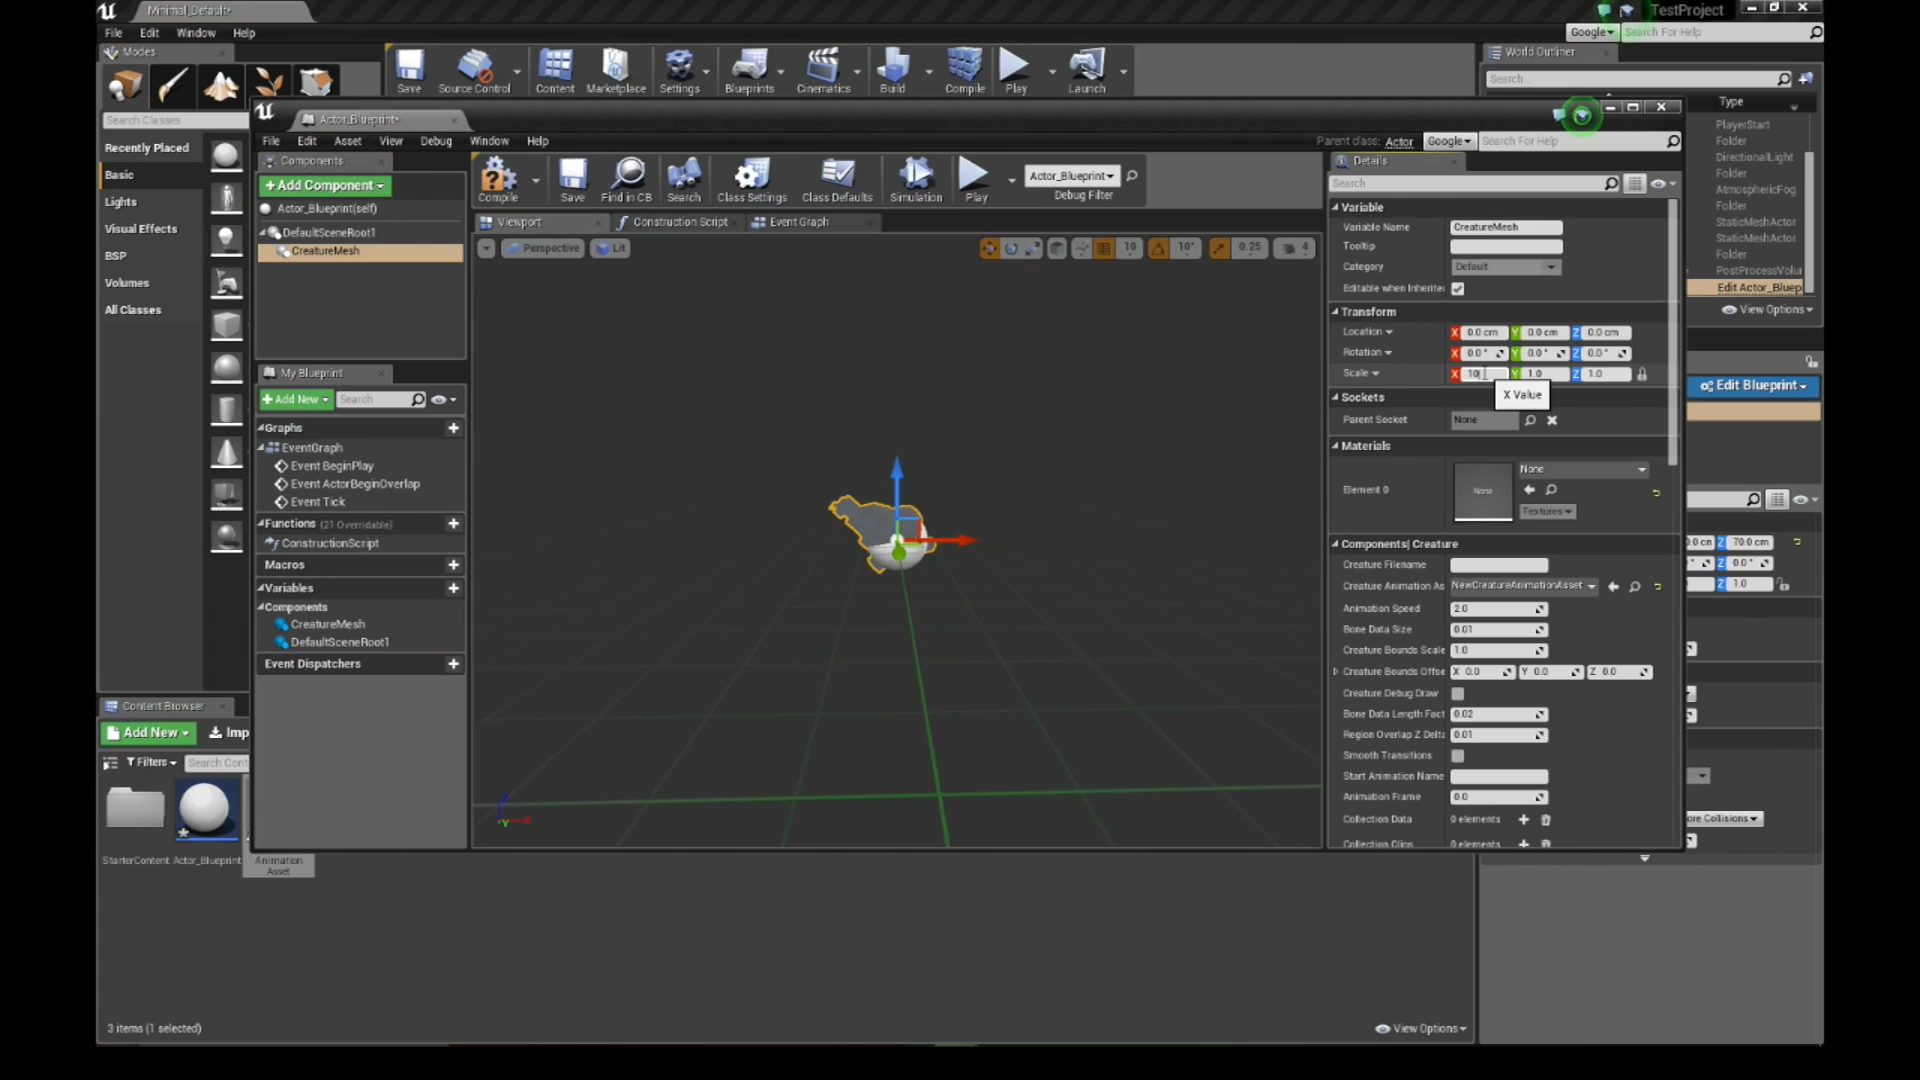 Minimal_Default*
TestProject
File Edit Window Help
Google
Search For Help
Modes
World Outliner
Search Classes
Save
Source Control
Content
Marketplace
Settings
Blueprints
Cinematics
Build
Compile
Play
Launch
Search...
Type
PlayerStart
Folder
DirectionalLight
Folder
AtmosphericFog
Folder
StaticMeshActor
StaticMeshActor
Folder
PostProcessVolu
Edit Actor_Bluep
View Options
Edit Blueprint
Recently Placed
Basic
Lights
Visual Effects
BSP
Volumes
All Classes
Actor_Blueprint*
File Edit Asset View Debug Window Help
Parent class: Actor
Google
Search For Help
Components
+ Add Component
Actor_Blueprint(self)
DefaultSceneRoot1
CreatureMesh
My Blueprint
+ Add New
Search
Graphs
EventGraph
Event BeginPlay
Event ActorBeginOverlap
Event Tick
Functions (21 Overridable)
ConstructionScript
Macros
Variables
Components
CreatureMesh
DefaultSceneRoot1
Event Dispatchers
Compile
Save
Find in CB
Search
Class Settings
Class Defaults
Simulation
Play
Actor_Blueprint
Debug Filter
Viewport
Construction Script
Event Graph
Perspective
Lit
10
10°
0.25
4
Z
X
Y
Details
Search
Variable
Variable Name CreatureMesh
Tooltip
Category Default
Editable when Inherite
Transform
Location X 0.0 cm Y 0.0 cm Z 0.0 cm
Rotation X 0.0 ° Y 0.0 ° Z 0.0 °
Scale X 10 Y 1.0 Z 1.0
X Value
Sockets
Parent Socket None
Materials
Element 0
None
None
Textures
Components| Creature
Creature Filename
Creature Animation As NewCreatureAnimationAsset
Animation Speed 2.0
Bone Data Size 0.01
Creature Bounds Scale 1.0
Creature Bounds Offse X 0.0 Y 0.0 Z 0.0
Creature Debug Draw
Bone Data Length Fact 0.02
Region Overlap Z Delta 0.01
Smooth Transitions
Start Animation Name
Animation Frame 0.0
Collection Data 0 elements
Collection Clips 0 elements
0 cm Z 70.0 cm
0.0 °
Z 1.0
ore Collisions
Content Browser
Add New
Imp
Filters
Search Cont
StarterContent
Actor_Blueprint
Animation
Asset
3 items (1 selected)
View Options